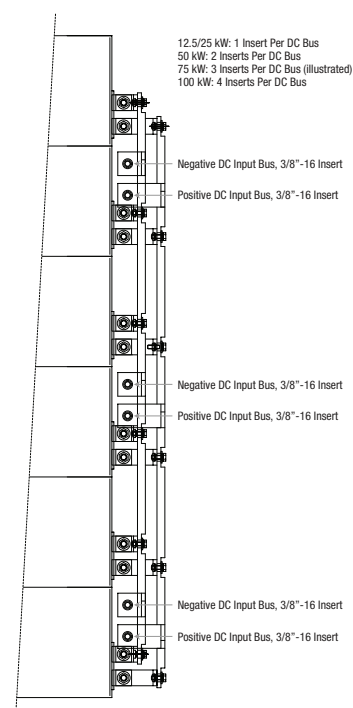 12.5/25 kW: 1 Insert Per DC Bus
50 kW: 2 Inserts Per DC Bus
75 kW: 3 Inserts Per DC Bus (illustrated)
100 kW: 4 Inserts Per DC Bus
Negative DC Input Bus, 3/8"-16 Insert
Positive DC Input Bus, 3/8"-16 Insert
Negative DC Input Bus, 3/8"-16 Insert
Positive DC Input Bus, 3/8"-16 Insert
Negative DC Input Bus, 3/8"-16 Insert
Positive DC Input Bus, 3/8"-16 Insert